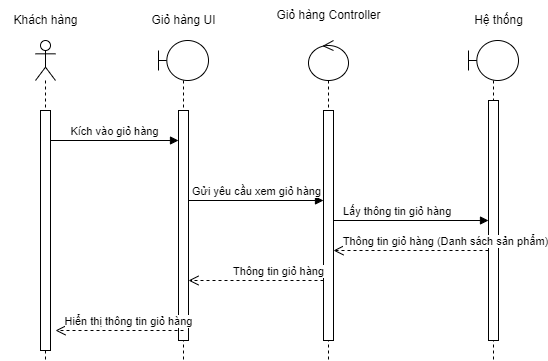 Khách hàng
Giỏ hàng UI
Giỏ hàng Controller
Hệ thống
Kích vào giỏ hàng
Gửi yêu cầu xem giỏ hàng
Lấy thông tin giỏ hàng
Thông tin giỏ hàng (Danh sách sản phẩm)
Thông tin giỏ hàng
Hiển thị thông tin giỏ hàng